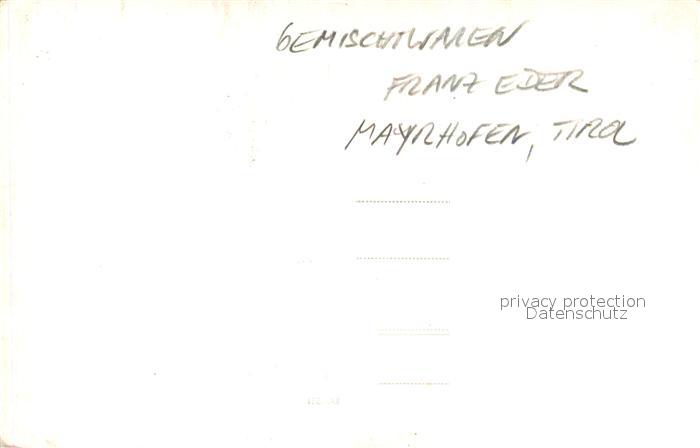 GEMISCHTWAREN
FRANZ EDER
MAYRHOFEN, TIROL
privacy protection
Datenschutz